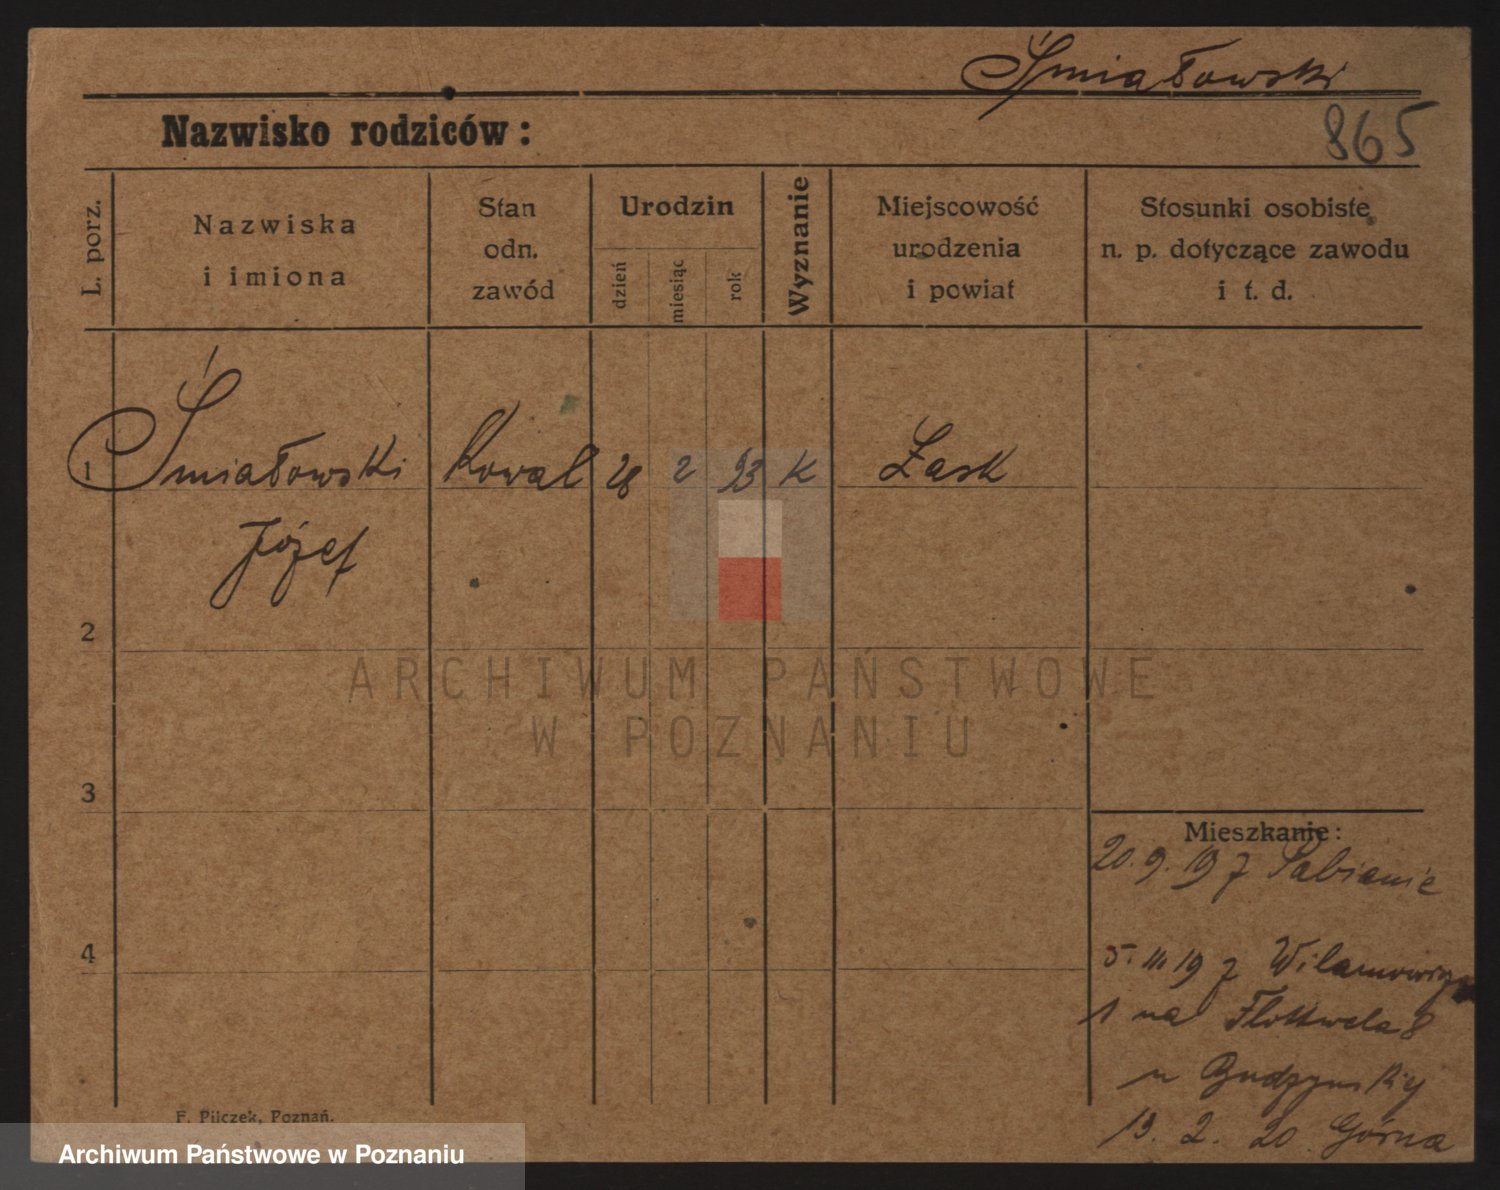 Śmiałowski
Nazwisko rodziców:
865
L. porz.
Nazwiska
i imiona
Stan
odn.
zawód
Urodzin
dzień
miesiąc
rok
Wyznanie
Miejscowość
urodzenia
i powiat
Stosunki osobiste
n. p. dotyczące zawodu
i t. d.
1 Śmiałowski Kowal 28 2 93 K Łask
Józef
2
ARCHIWUM PAŃSTWOWE
W POZNANIU
3
Mieszkanie:
20. 9. 19 z Pabianic
4
5. 11. 19 z
1 na Flottwela 8
u Budzyńskiej
13. 2. 20 Górna
F. Pilczek, Poznań.
Archiwum Państwowe w Poznaniu